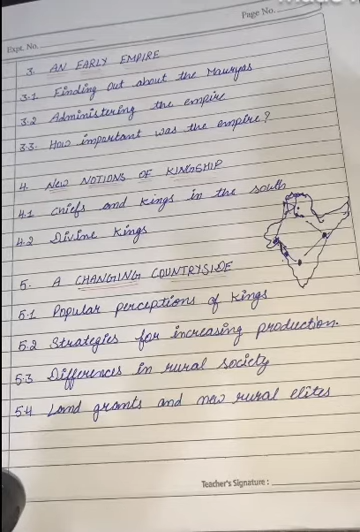 Page No.
Expt. No.
3. AN EARLY EMPIRE
3.1 Finding out about the Mauryas
3.2 Administering the empire
3.3. How important was the empire?
4. NEW NOTIONS OF KINGSHIP
4.1 Chiefs and Kings in the south
4.2 Divine Kings
5. A CHANGING COUNTRYSIDE
5.1 Popular perceptions of Kings
5.2 Strategies for increasing production.
5.3 Differences in rural society
5.4 Land grants and new rural elites
Teacher's Signature :